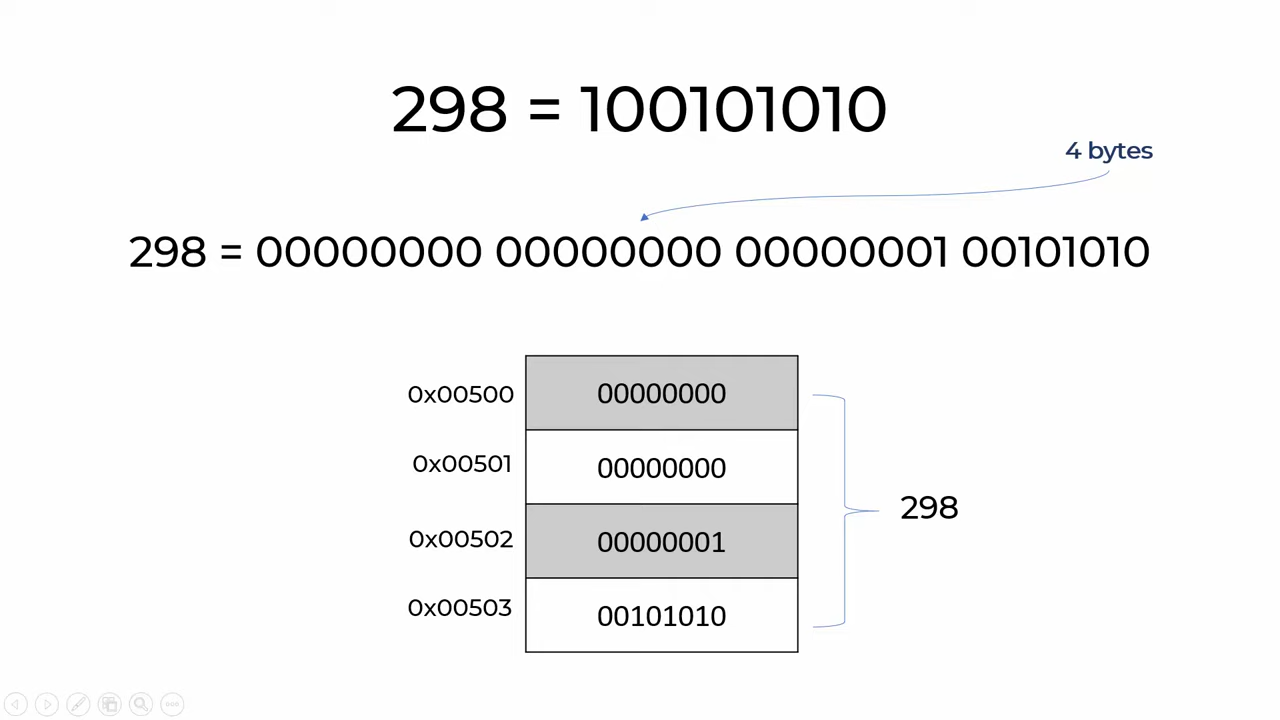 298 = 100101010
4 bytes
298 = 00000000 00000000 00000001 00101010
0x00500 00000000
0x00501 00000000
0x00502 00000001
298
0x00503 00101010